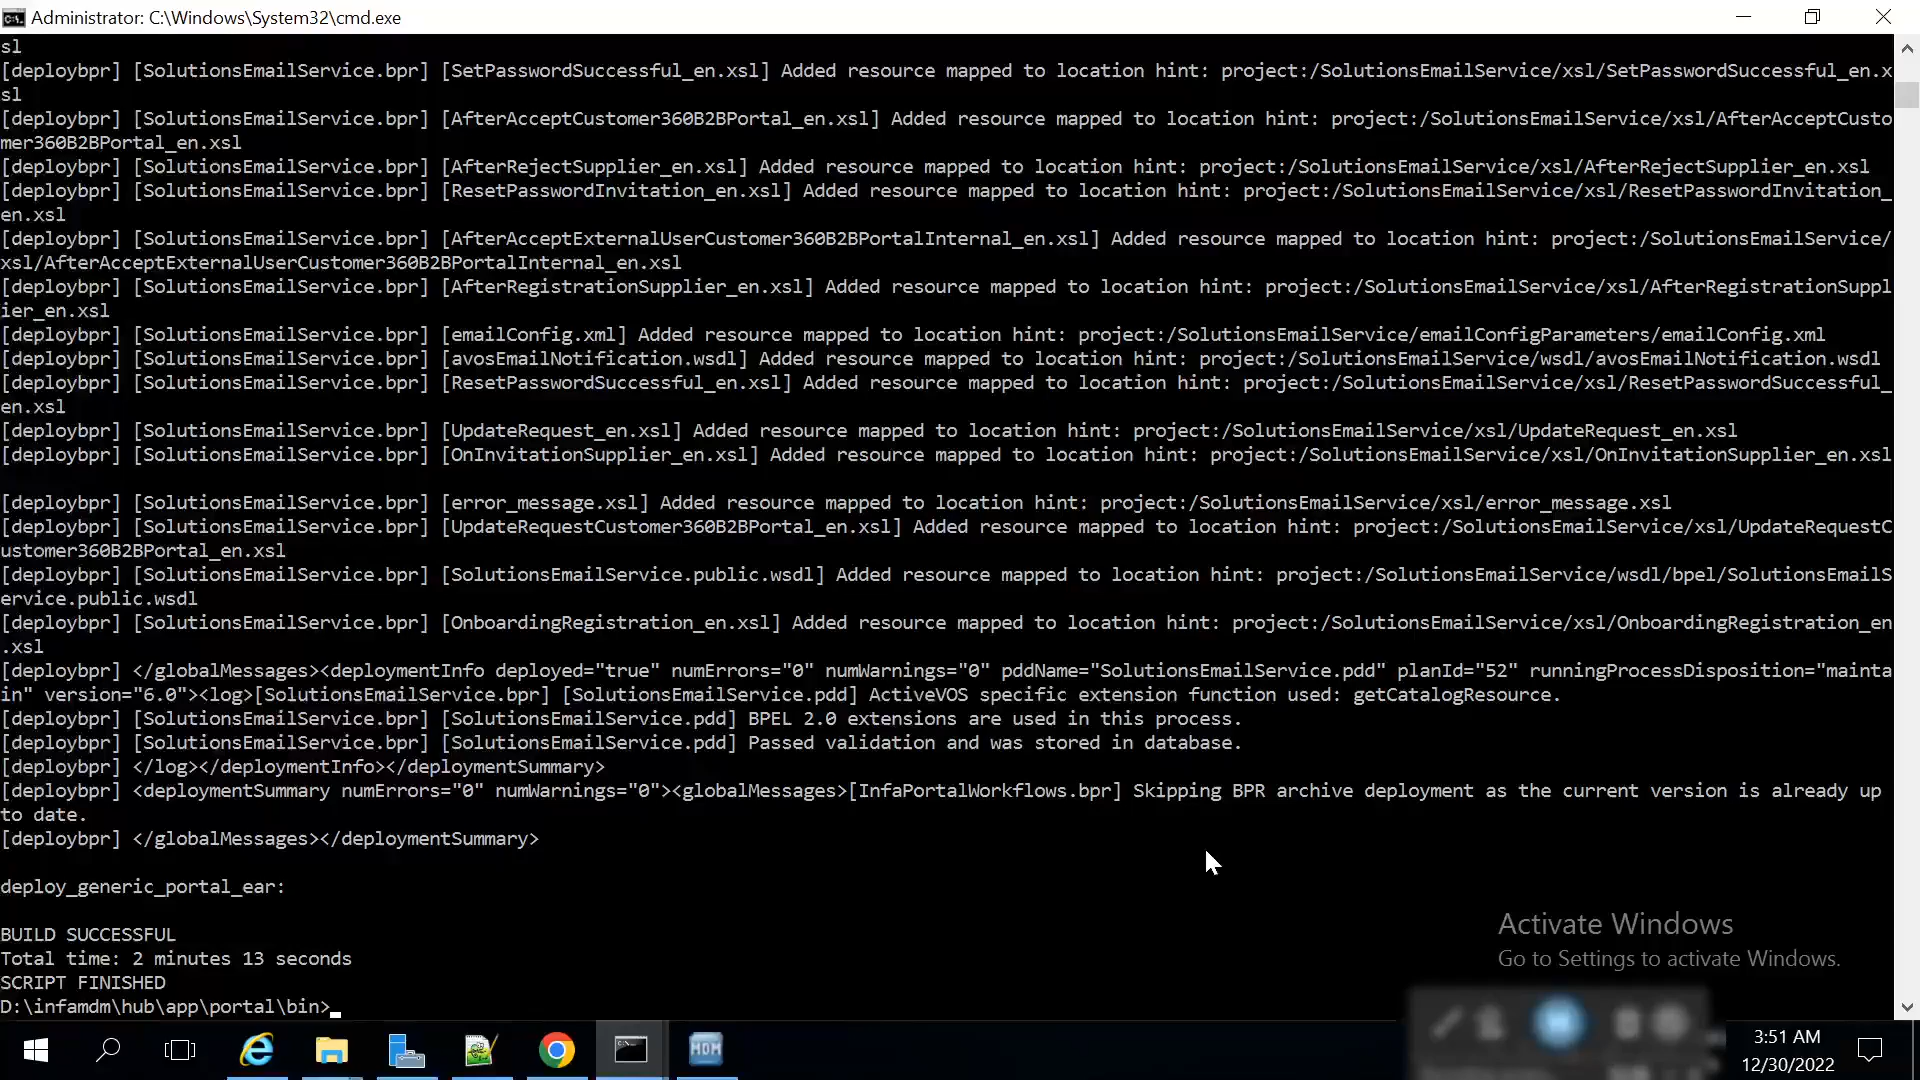 Administrator: C:\Windows\System32\cmd.exe
sl
[deploybpr] [SolutionsEmailService.bpr] [SetPasswordSuccessful_en.xsl] Added resource mapped to location hint: project:/SolutionsEmailService/xsl/SetPasswordSuccessful_en.x
sl
[deploybpr] [SolutionsEmailService.bpr] [AfterAcceptCustomer360B2BPortal_en.xsl] Added resource mapped to location hint: project:/SolutionsEmailService/xsl/AfterAcceptCusto
mer360B2BPortal_en.xsl
[deploybpr] [SolutionsEmailService.bpr] [AfterRejectSupplier_en.xsl] Added resource mapped to location hint: project:/SolutionsEmailService/xsl/AfterRejectSupplier_en.xsl
[deploybpr] [SolutionsEmailService.bpr] [ResetPasswordInvitation_en.xsl] Added resource mapped to location hint: project:/SolutionsEmailService/xsl/ResetPasswordInvitation_
en.xsl
[deploybpr] [SolutionsEmailService.bpr] [AfterAcceptExternalUserCustomer360B2BPortalInternal_en.xsl] Added resource mapped to location hint: project:/SolutionsEmailService/
xsl/AfterAcceptExternalUserCustomer360B2BPortalInternal_en.xsl
[deploybpr] [SolutionsEmailService.bpr] [AfterRegistrationSupplier_en.xsl] Added resource mapped to location hint: project:/SolutionsEmailService/xsl/AfterRegistrationSuppl
ier_en.xsl
[deploybpr] [SolutionsEmailService.bpr] [emailConfig.xml] Added resource mapped to location hint: project:/SolutionsEmailService/emailConfigParameters/emailConfig.xml
[deploybpr] [SolutionsEmailService.bpr] [avosEmailNotification.wsdl] Added resource mapped to location hint: project:/SolutionsEmailService/wsdl/avosEmailNotification.wsdl
[deploybpr] [SolutionsEmailService.bpr] [ResetPasswordSuccessful_en.xsl] Added resource mapped to location hint: project:/SolutionsEmailService/xsl/ResetPasswordSuccessful_
en.xsl
[deploybpr] [SolutionsEmailService.bpr] [UpdateRequest_en.xsl] Added resource mapped to location hint: project:/SolutionsEmailService/xsl/UpdateRequest_en.xsl
[deploybpr] [SolutionsEmailService.bpr] [OnInvitationSupplier_en.xsl] Added resource mapped to location hint: project:/SolutionsEmailService/xsl/OnInvitationSupplier_en.xsl
[deploybpr] [SolutionsEmailService.bpr] [error_message.xsl] Added resource mapped to location hint: project:/SolutionsEmailService/xsl/error_message.xsl
[deploybpr] [SolutionsEmailService.bpr] [UpdateRequestCustomer360B2BPortal_en.xsl] Added resource mapped to location hint: project:/SolutionsEmailService/xsl/UpdateRequestC
ustomer360B2BPortal_en.xsl
[deploybpr] [SolutionsEmailService.bpr] [SolutionsEmailService.public.wsdl] Added resource mapped to location hint: project:/SolutionsEmailService/wsdl/bpel/SolutionsEmailS
ervice.public.wsdl
[deploybpr] [SolutionsEmailService.bpr] [OnboardingRegistration_en.xsl] Added resource mapped to location hint: project:/SolutionsEmailService/xsl/OnboardingRegistration_en
.xsl
[deploybpr] </globalMessages><deploymentInfo deployed="true" numErrors="0" numWarnings="0" pddName="SolutionsEmailService.pdd" planId="52" runningProcessDisposition="mainta
in" version="6.0"><log>[SolutionsEmailService.bpr] [SolutionsEmailService.pdd] ActiveVOS specific extension function used: getCatalogResource.
[deploybpr] [SolutionsEmailService.bpr] [SolutionsEmailService.pdd] BPEL 2.0 extensions are used in this process.
[deploybpr] [SolutionsEmailService.bpr] [SolutionsEmailService.pdd] Passed validation and was stored in database.
[deploybpr] </log></deploymentInfo></deploymentSummary>
[deploybpr] <deploymentSummary numErrors="0" numWarnings="0"><globalMessages>[InfaPortalWorkflows.bpr] Skipping BPR archive deployment as the current version is already up
to date.
[deploybpr] </globalMessages></deploymentSummary>
deploy_generic_portal_ear:
BUILD SUCCESSFUL
Total time: 2 minutes 13 seconds
SCRIPT FINISHED
D:\infamdm\hub\app\portal\bin>
Activate Windows
Go to Settings to activate Windows.
MDM
3:51 AM
12/30/2022